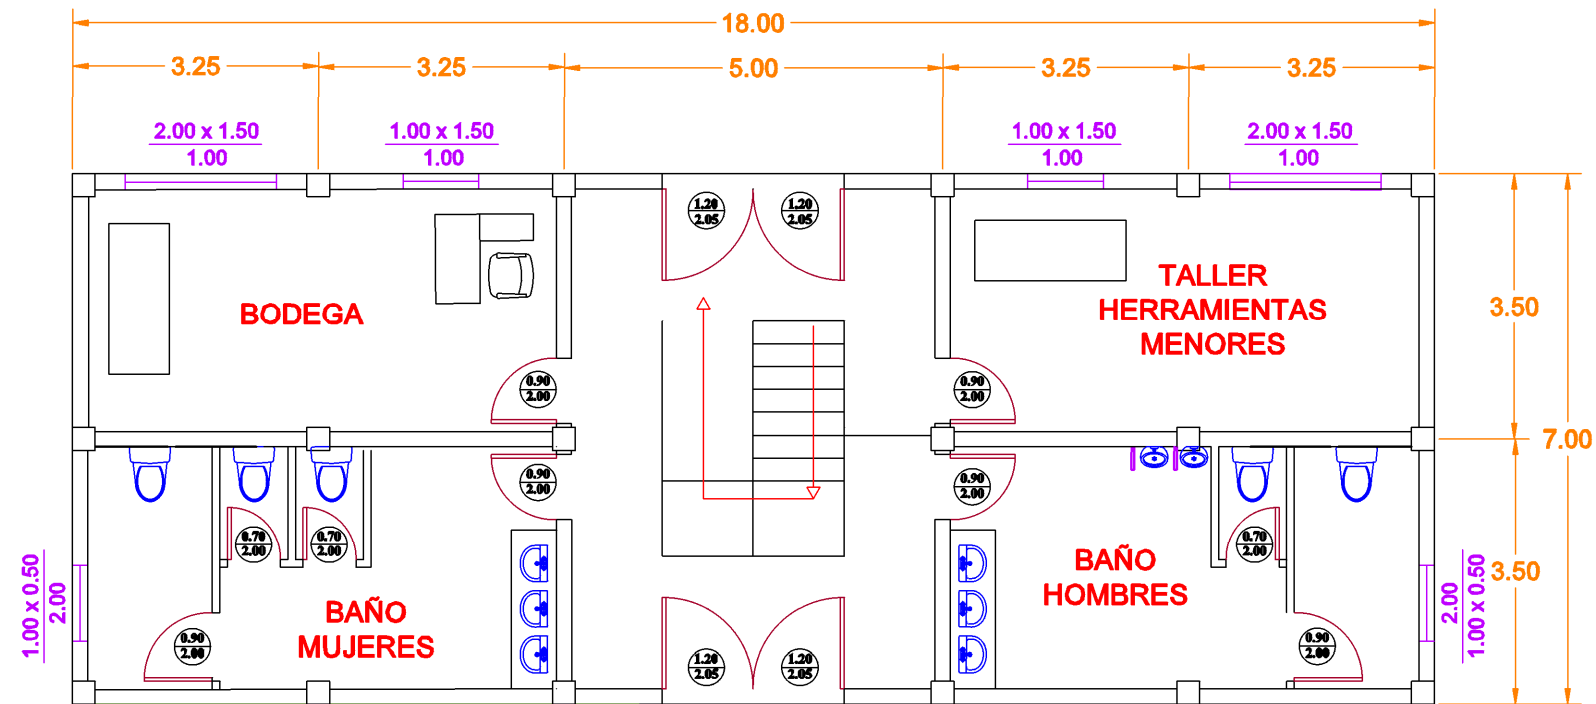 18.00
3.25
3.25
5.00
3.25
3.25
2.00 x 1.50
1.00
1.00 x 1.50
1.00
1.00 x 1.50
1.00
2.00 x 1.50
1.00
1.20
2.05
1.20
2.05
BODEGA
TALLER
HERRAMIENTAS
MENORES
3.50
0.90
2.00
0.90
2.00
7.00
0.90
2.00
0.90
2.00
0.70
2.00
0.70
2.00
0.70
2.00
1.00 x 0.50
2.00
BAÑO
MUJERES
BAÑO
HOMBRES
2.00
1.00 x 0.50
3.50
0.90
2.00
1.20
2.05
1.20
2.05
0.90
2.00